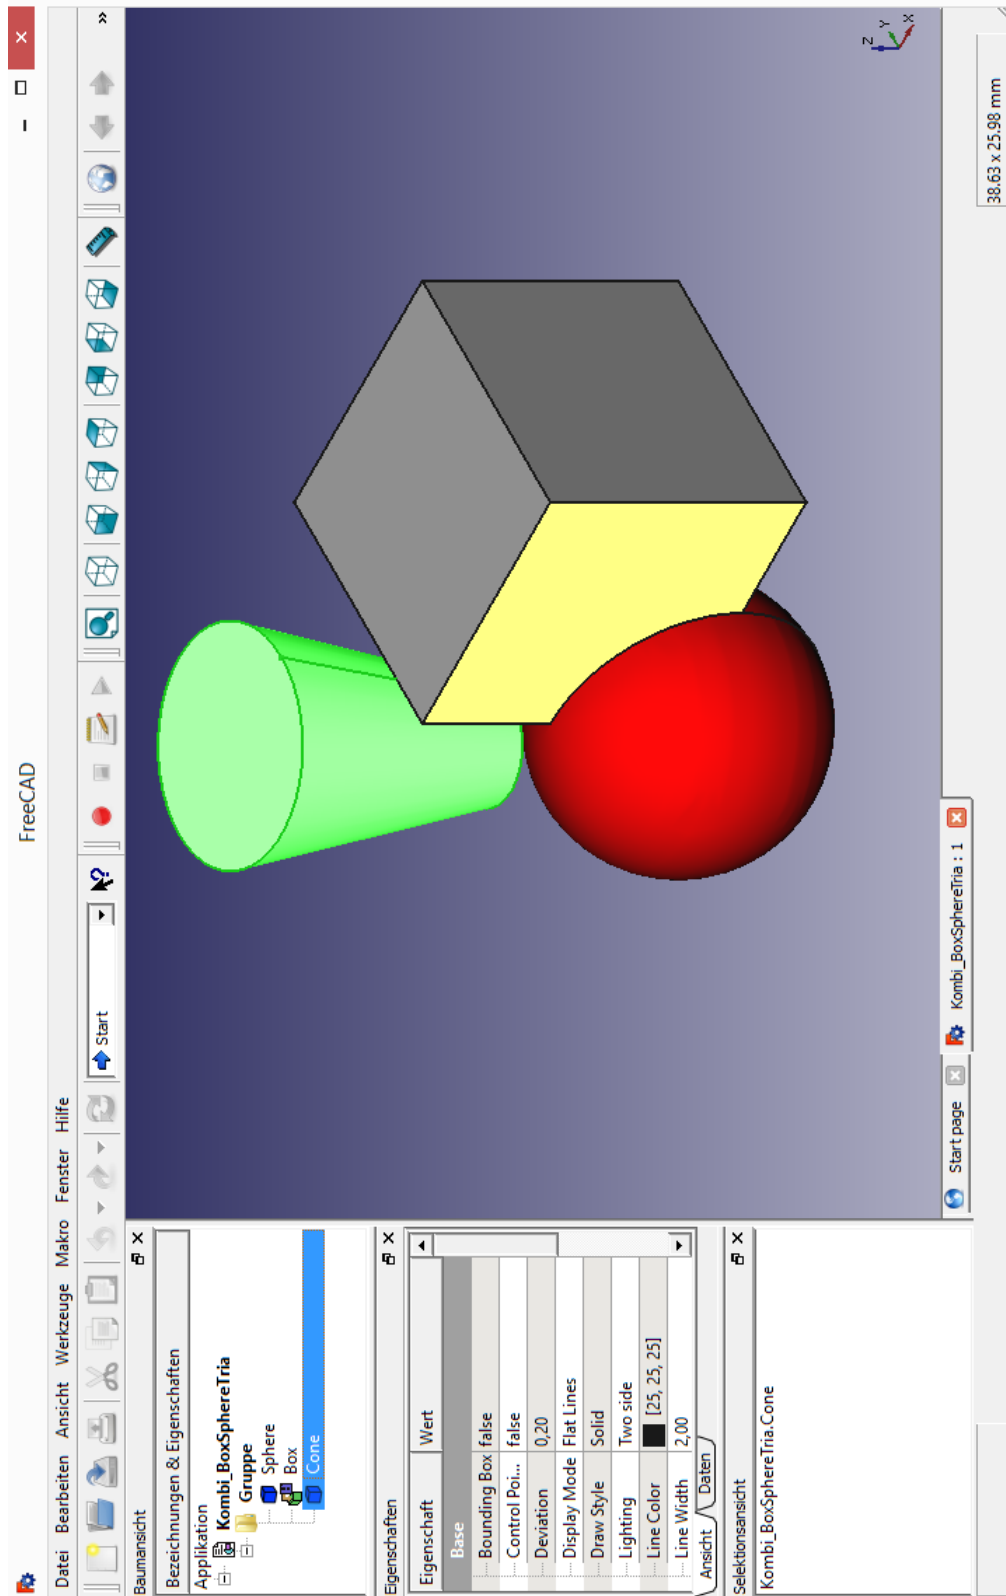 FreeCAD
Datei Bearbeiten Ansicht Werkzeuge Makro Fenster Hilfe
Start
Baumansicht
Bezeichnungen & Eigenschaften
Applikation
Kombi_BoxSphereTria
Gruppe
Sphere
Box
Cone
Eigenschaften
Eigenschaft Wert
Base
Bounding Box false
Control Poi... false
Deviation 0,20
Display Mode Flat Lines
Draw Style Solid
Lighting Two side
Line Color [25, 25, 25]
Line Width 2,00
Ansicht Daten
Selektionsansicht
Kombi_BoxSphereTria.Cone
Z
Y
X
Start page Kombi_BoxSphereTria : 1
38.63 x 25.98 mm